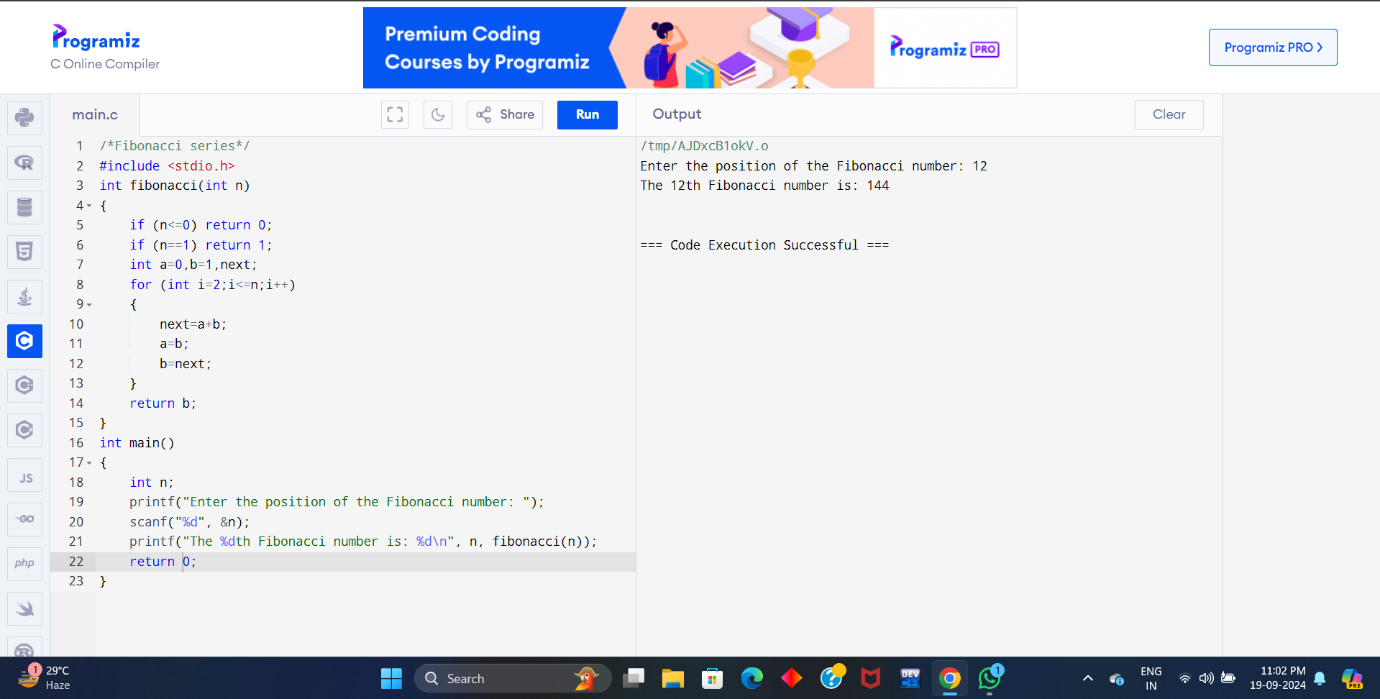 Programiz
C Online Compiler
Premium Coding
Courses by Programiz
Programiz PRO
Programiz PRO >
main.c
Share
Run
Output
Clear
1 /*Fibonacci series*/
2 #include <stdio.h>
3 int fibonacci(int n)
4 {
5 if (n<=0) return 0;
6 if (n==1) return 1;
7 int a=0,b=1,next;
8 for (int i=2;i<=n;i++)
9 {
10 next=a+b;
11 a=b;
12 b=next;
13 }
14 return b;
15 }
16 int main()
17 {
18 int n;
19 printf("Enter the position of the Fibonacci number: ");
20 scanf("%d", &n);
21 printf("The %dth Fibonacci number is: %d\n", n, fibonacci(n));
22 return 0;
23 }
/tmp/AJDxcB1okV.o
Enter the position of the Fibonacci number: 12
The 12th Fibonacci number is: 144
=== Code Execution Successful ===
JS
GO
php
1
29°C
Haze
Search
DEV
1
ENG
IN
11:02 PM
19-09-2024
PRE